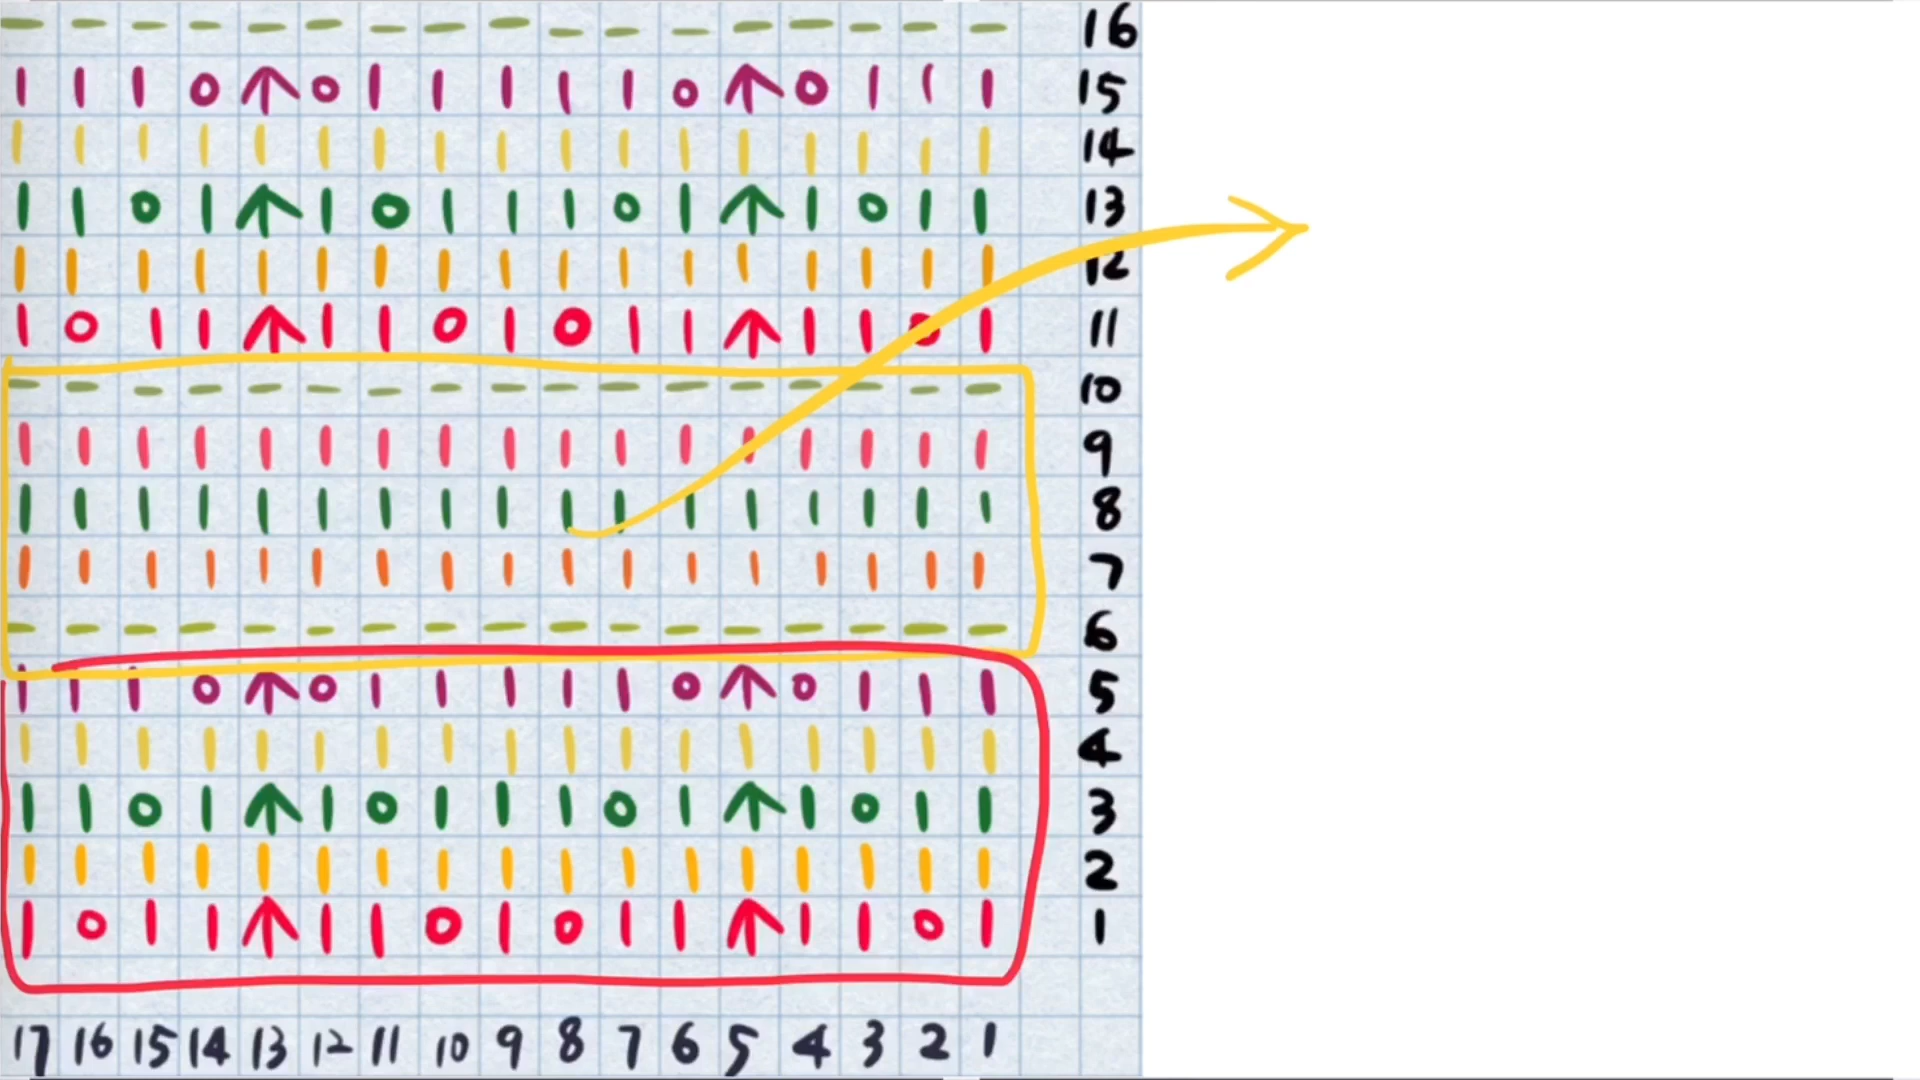 — — — — — — — — — — — — — — — — — 16
| | | o ↑ o | | | | | o ↑ o | | | 15
| | | | | | | | | | | | | | | | | 14
| | o | ↑ | o | | | o | ↑ | o | | 13
| | | | | | | | | | | | | | | | | 12
| o | | ↑ | | o | o | | ↑ | | o | 11
— — — — — — — — — — — — — — — — — 10
| | | | | | | | | | | | | | | | | 9
| | | | | | | | | | | | | | | | | 8
| | | | | | | | | | | | | | | | | 7
— — — — — — — — — — — — — — — — — 6
| | | o ↑ o | | | | | o ↑ o | | | 5
| | | | | | | | | | | | | | | | | 4
| | o | ↑ | o | | | o | ↑ | o | | 3
| | | | | | | | | | | | | | | | | 2
| o | | ↑ | | o | o | | ↑ | | o | 1
17 16 15 14 13 12 11 10 9 8 7 6 5 4 3 2 1